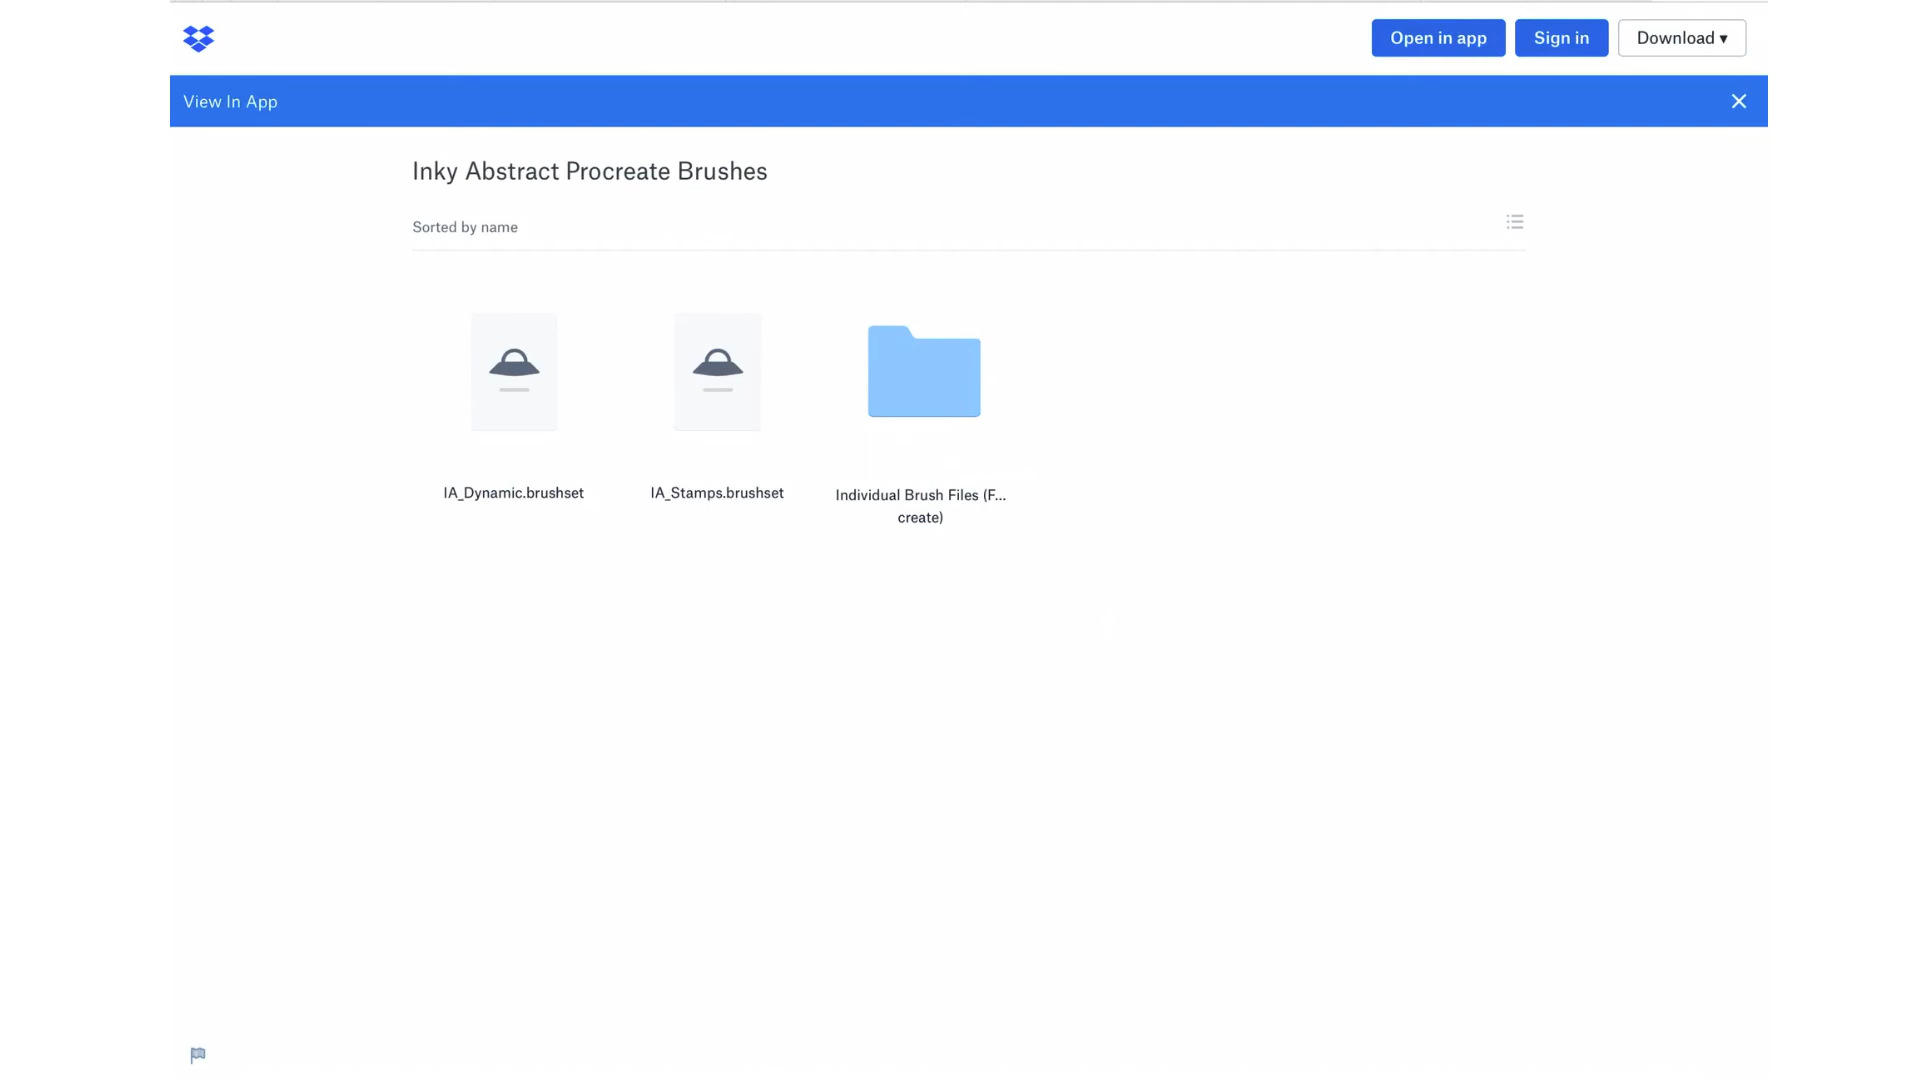 Open in app
Sign in
Download ▾
View In App
Inky Abstract Procreate Brushes
Sorted by name
IA_Dynamic.brushset
IA_Stamps.brushset
Individual Brush Files (F...
create)